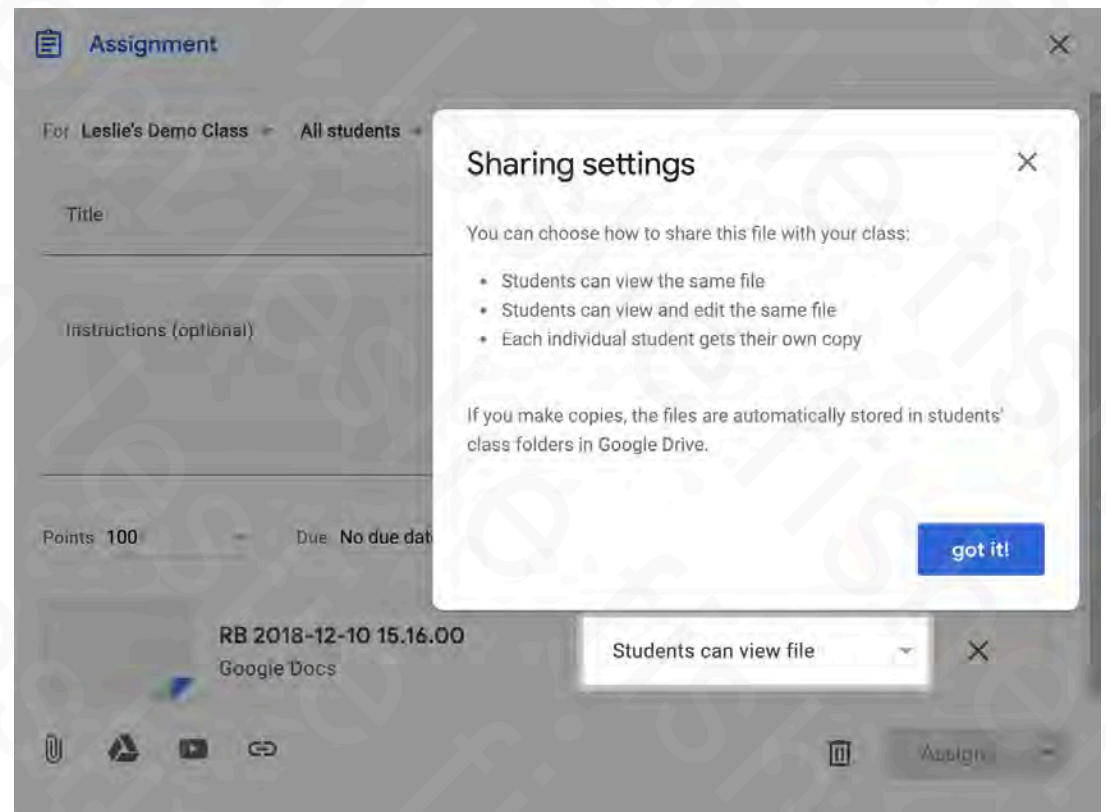 Assignment
For Leslie's Demo Class All students
Sharing settings
Title
You can choose how to share this file with your class:
• Students can view the same file
• Students can view and edit the same file
Instructions (optional)
• Each individual student gets their own copy
If you make copies, the files are automatically stored in students'
class folders in Google Drive.
Points 100 Due No due dat
got it!
RB 2018-12-10 15.16.00
Students can view file
Google Docs
Assign